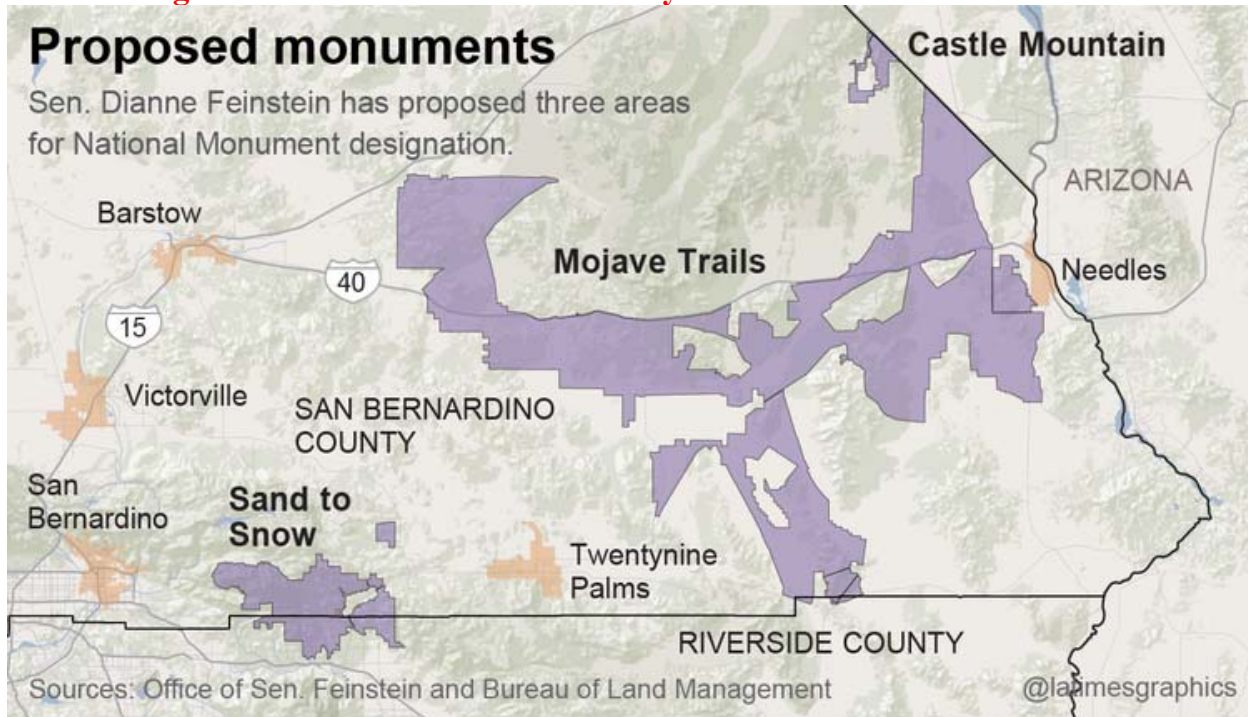 Proposed monuments
Sen. Dianne Feinstein has proposed three areas
for National Monument designation.
Castle Mountain
ARIZONA
Barstow
Mojave Trails
Needles
40
15
Victorville
SAN BERNARDINO
COUNTY
San
Bernardino
Sand to
Snow
Twentynine
Palms
RIVERSIDE COUNTY
Sources: Office of Sen. Feinstein and Bureau of Land Management
@latimesgraphics